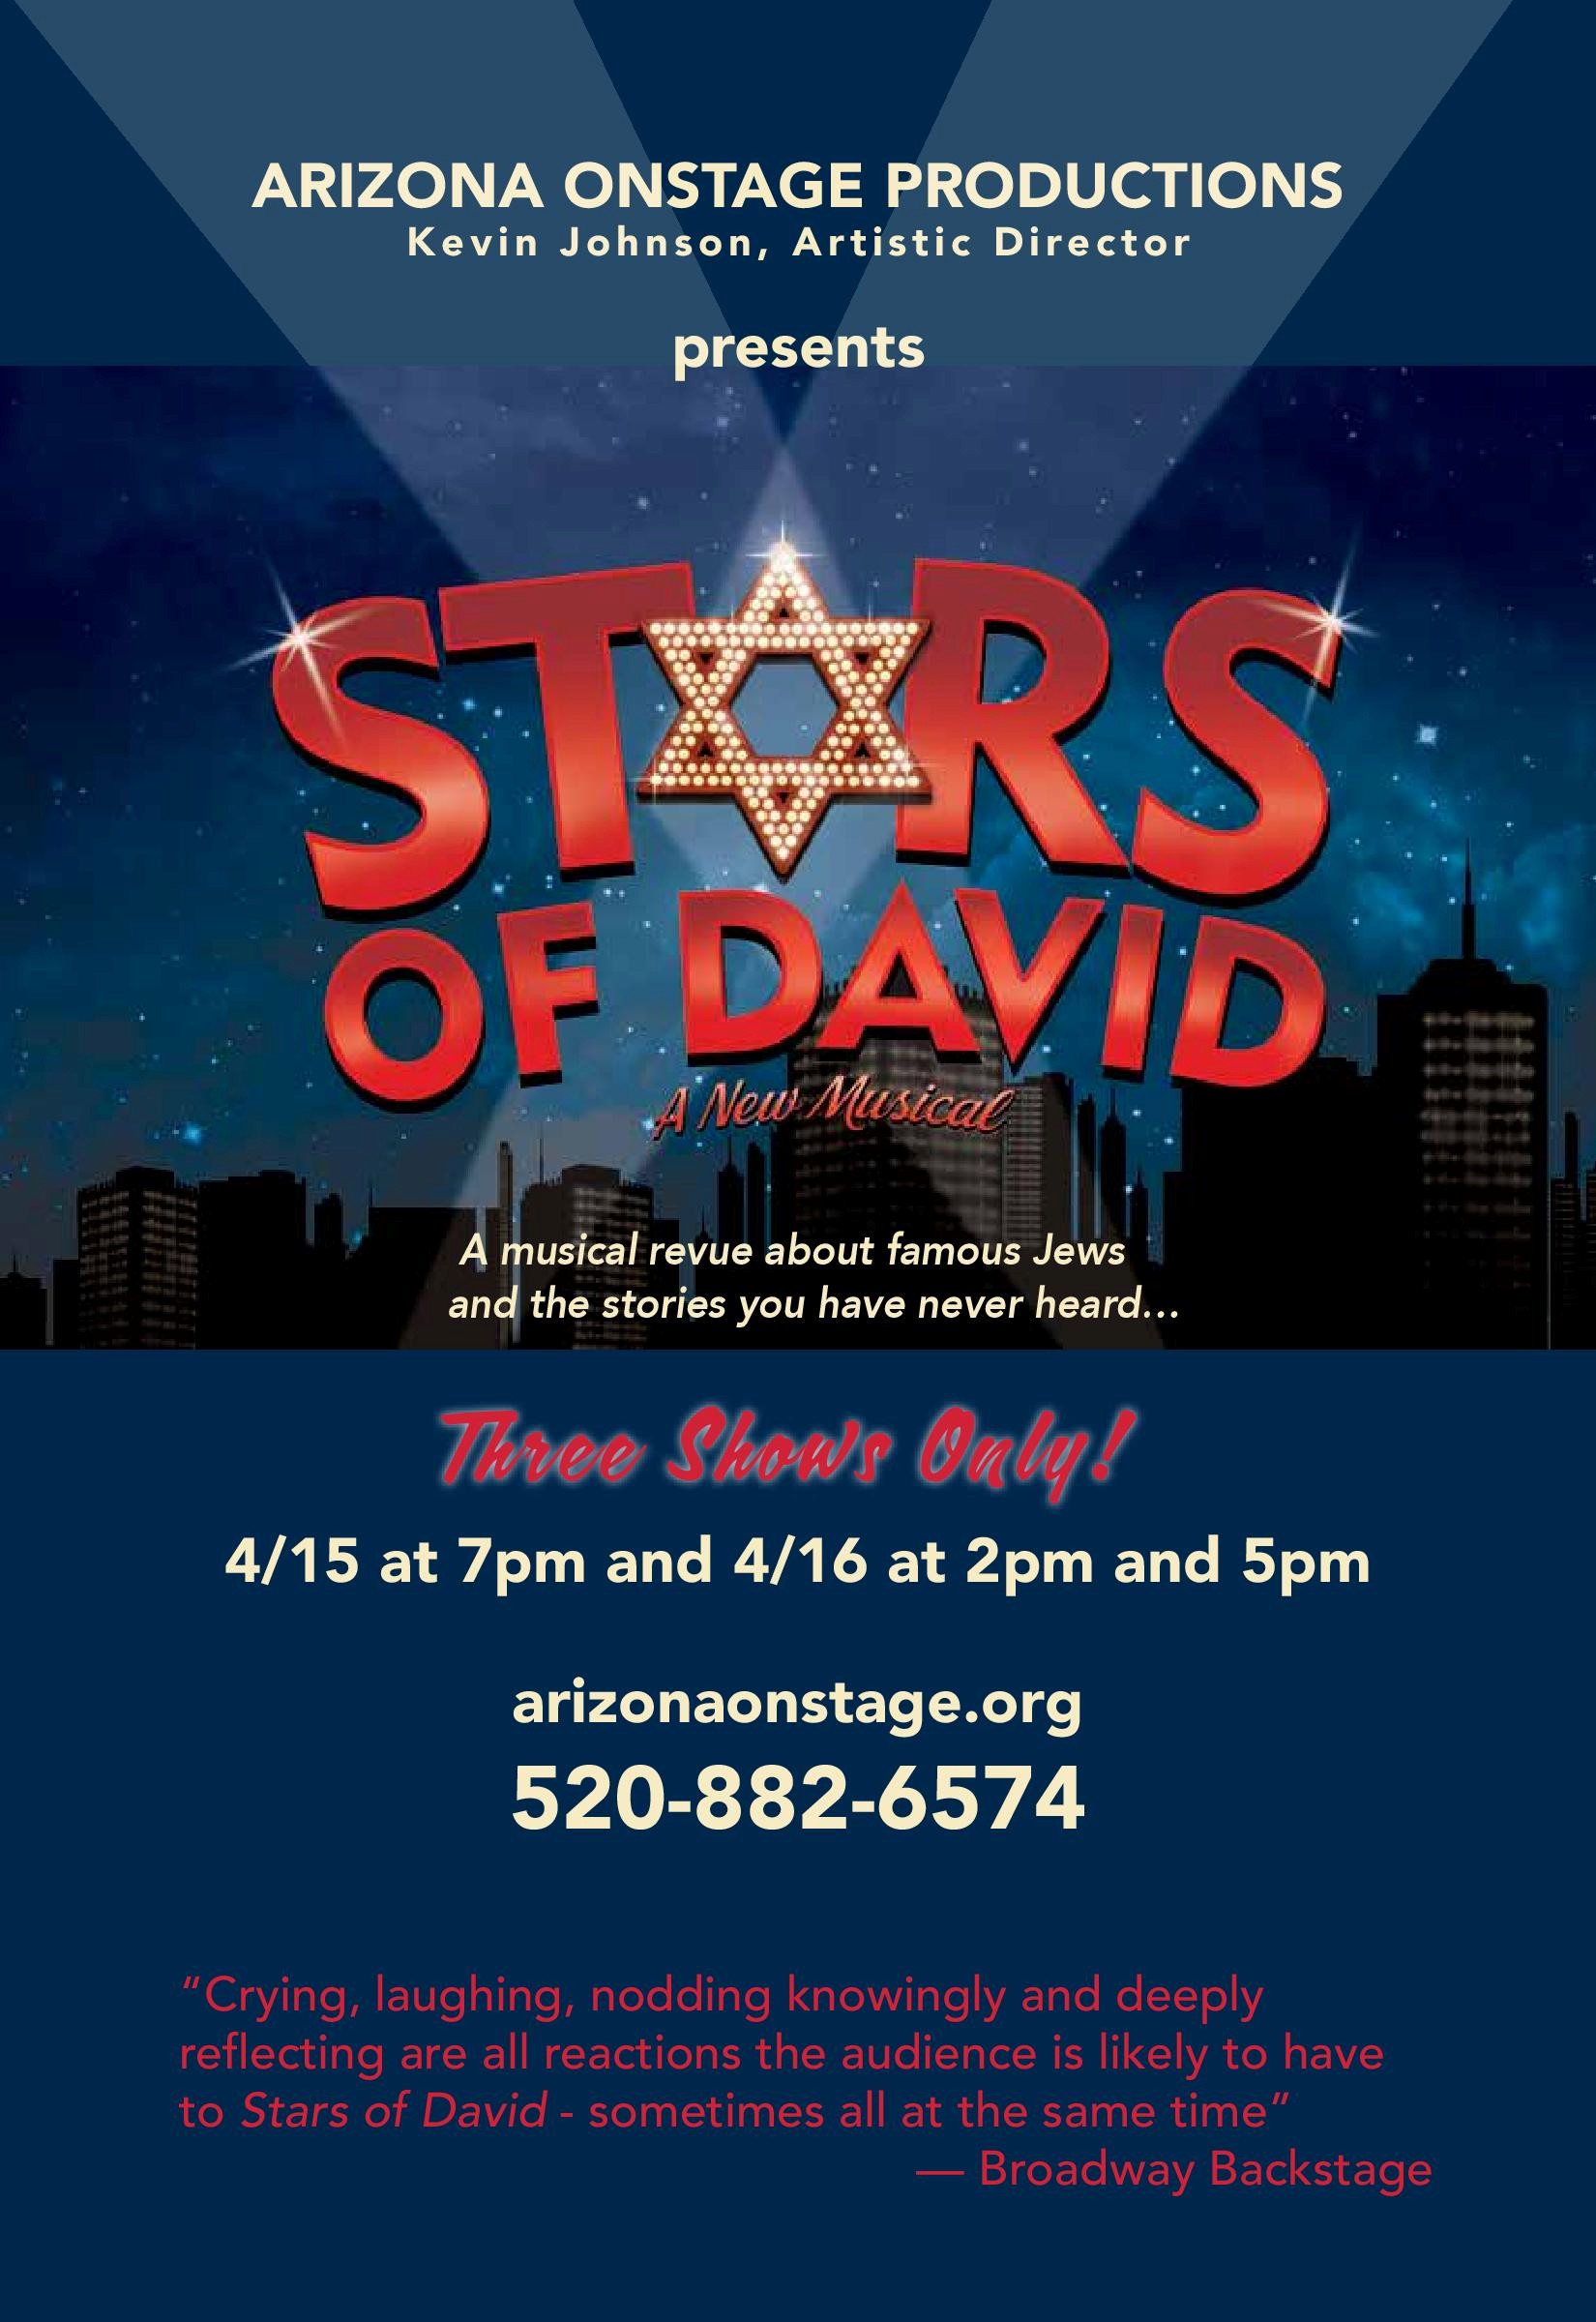 ARIZONA ONSTAGE PRODUCTIONS
Kevin Johnson, Artistic Director
presents
STARS
OF DAVID
A New Musical
A musical revue about famous Jews
and the stories you have never heard...
Three Shows Only!
4/15 at 7pm and 4/16 at 2pm and 5pm
arizonaonstage.org
520-882-6574
“Crying, laughing, nodding knowingly and deeply
reflecting are all reactions the audience is likely to have
to Stars of David - sometimes all at the same time”
— Broadway Backstage